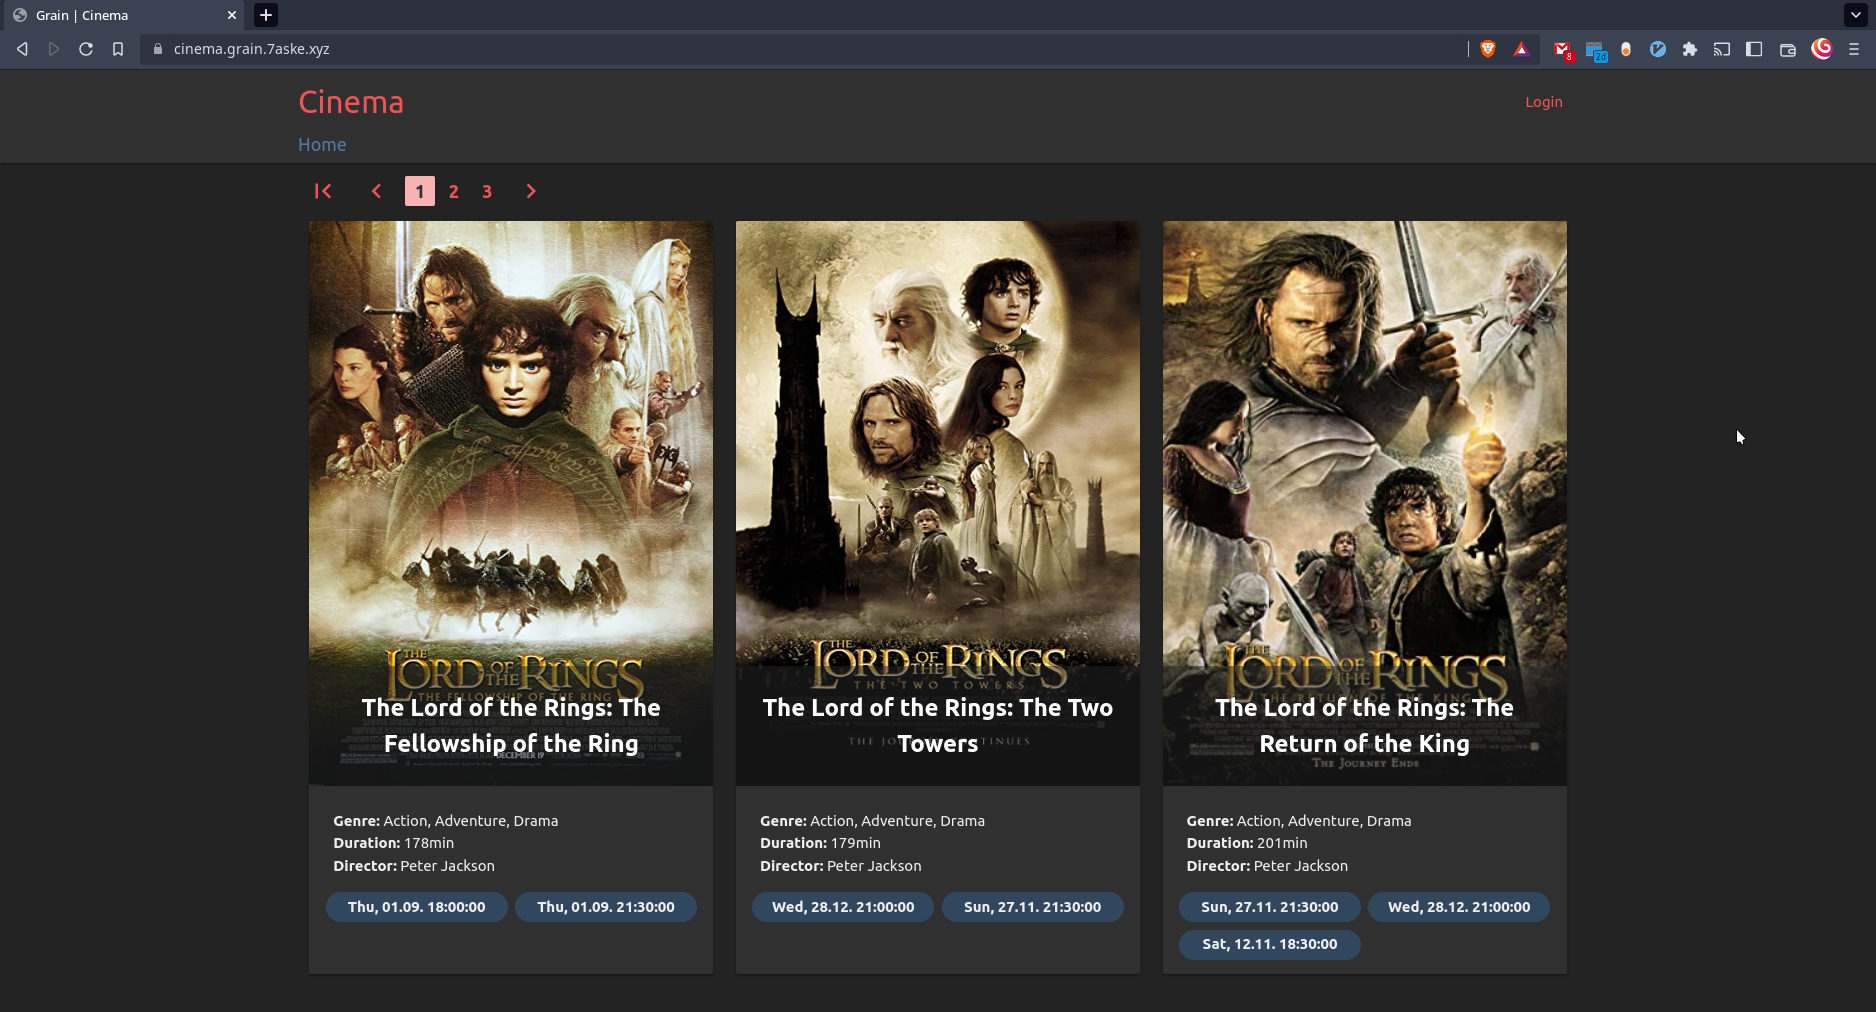 Grain | Cinema
cinema.grain.7aske.xyz
8
2d
Cinema
Login
Home
1 2 3
THE
LORD OF THE RINGS
THE FELLOWSHIP OF THE RING
The Lord of the Rings: The
Fellowship of the Ring
DECEMBER 19
Genre: Action, Adventure, Drama
Duration: 178min
Director: Peter Jackson
Thu, 01.09. 18:00:00
Thu, 01.09. 21:30:00
THE
LORD OF THE RINGS
THE TWO TOWERS
The Lord of the Rings: The Two
Towers
Genre: Action, Adventure, Drama
Duration: 179min
Director: Peter Jackson
Wed, 28.12. 21:00:00
Sun, 27.11. 21:30:00
THE
LORD OF THE RINGS
THE RETURN OF THE KING
The Lord of the Rings: The
Return of the King
THE JOURNEY ENDS
Genre: Action, Adventure, Drama
Duration: 201min
Director: Peter Jackson
Sun, 27.11. 21:30:00
Wed, 28.12. 21:00:00
Sat, 12.11. 18:30:00